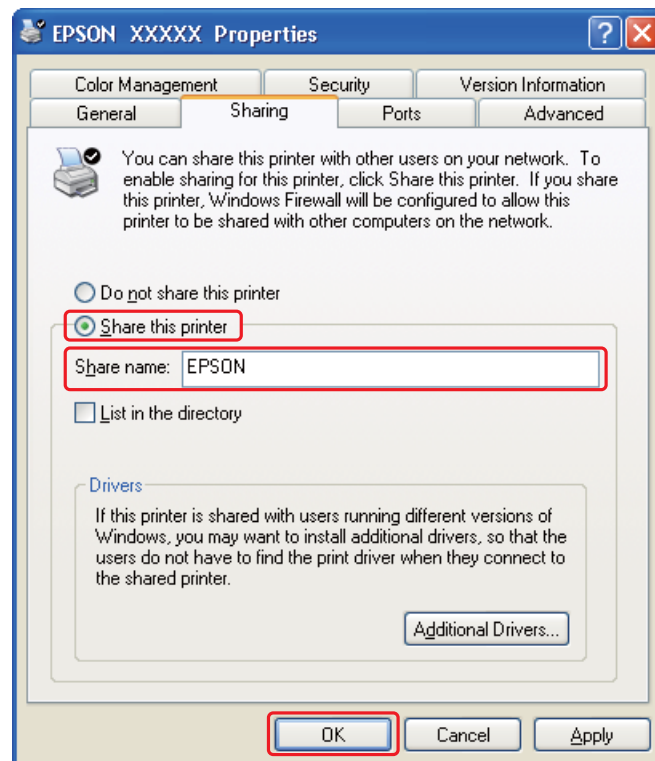 EPSON XXXXX Properties
Color Management Security Version Information
General Sharing Ports Advanced
You can share this printer with other users on your network. To
enable sharing for this printer, click Share this printer. If you share
this printer, Windows Firewall will be configured to allow this
printer to be shared with other computers on the network.
Do not share this printer
Share this printer
Share name: EPSON
List in the directory
Drivers
If this printer is shared with users running different versions of
Windows, you may want to install additional drivers, so that the
users do not have to find the print driver when they connect to
the shared printer.
Additional Drivers...
OK Cancel Apply